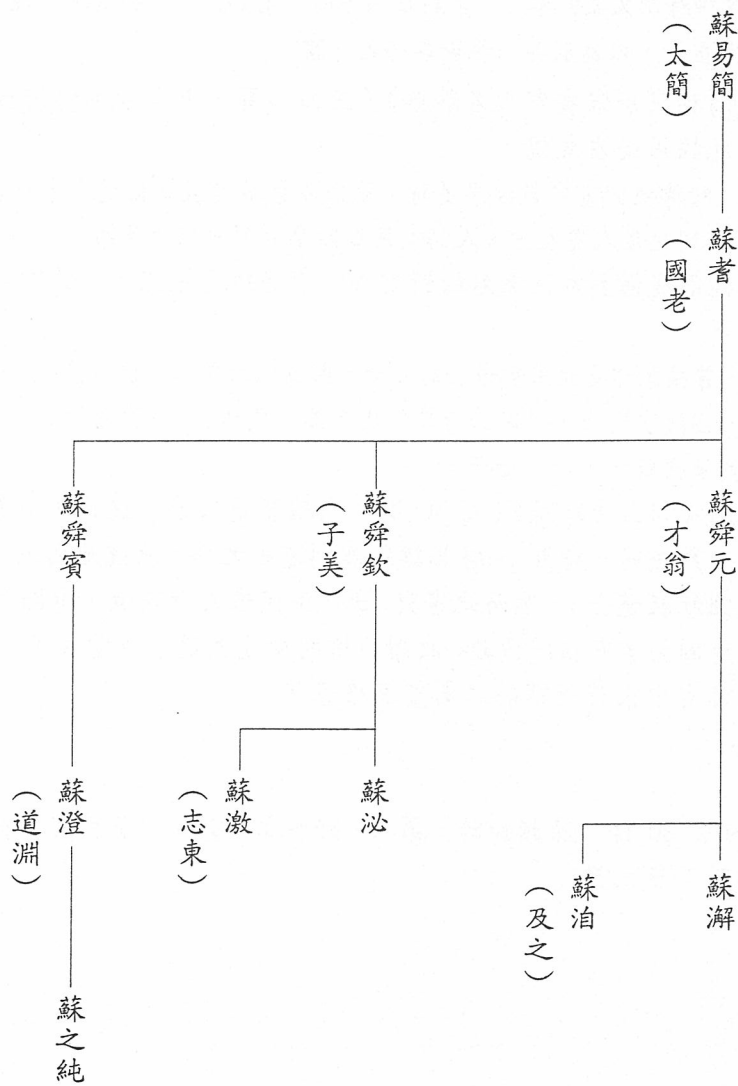 蘇易簡
（太簡）
蘇耆
（國老）
蘇舜元
（才翁）
蘇澥
蘇洎
（及之）
蘇舜欽
（子美）
蘇泌
蘇激
（志東）
蘇舜賓
蘇澄
（道淵）
蘇之純